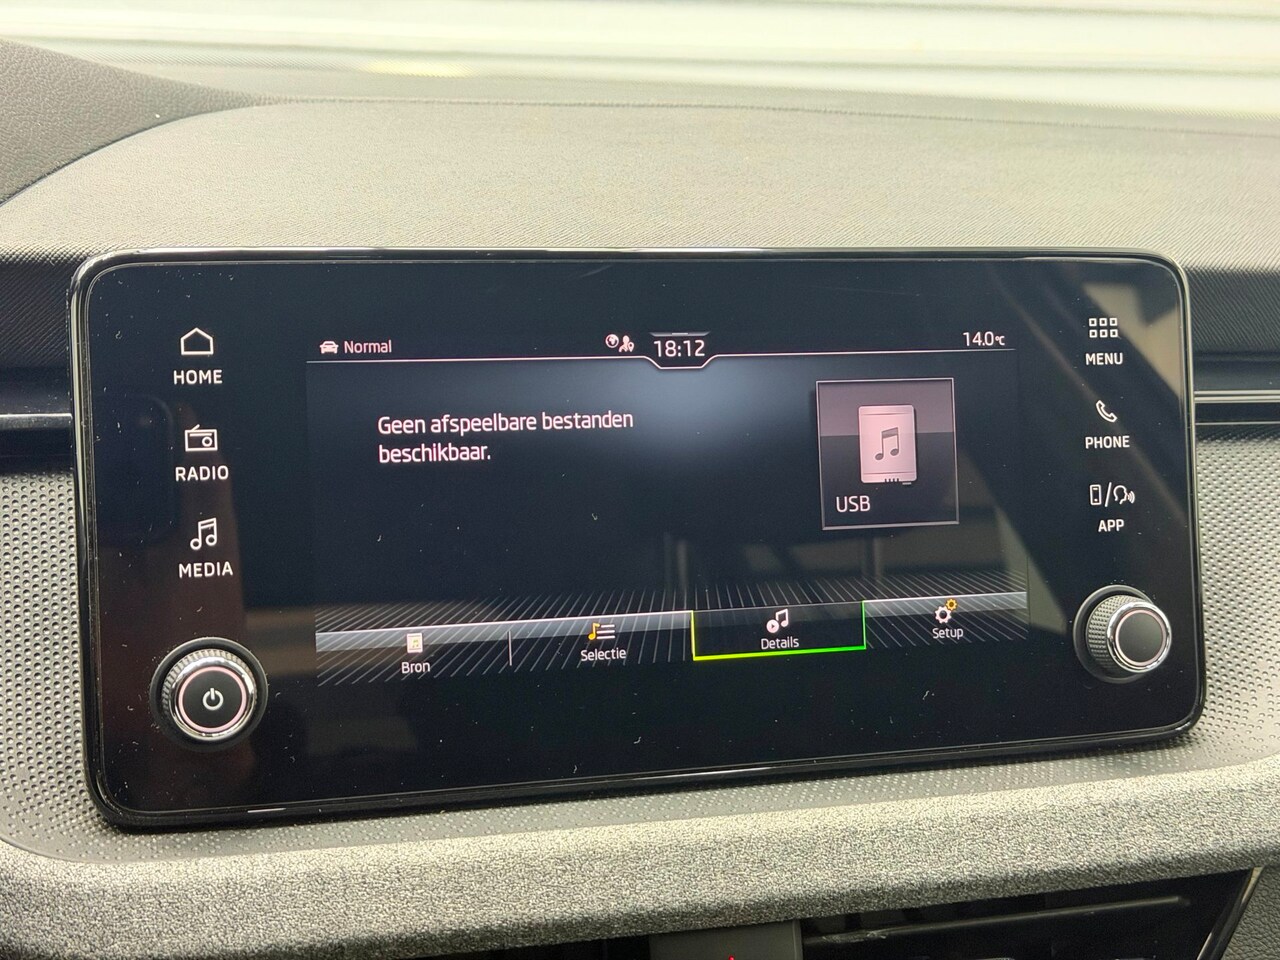 HOME
RADIO
MEDIA
Normal
18:12
14.0°C
Geen afspeelbare bestanden
beschikbaar.
USB
Bron
Selectie
Details
Setup
MENU
PHONE
APP